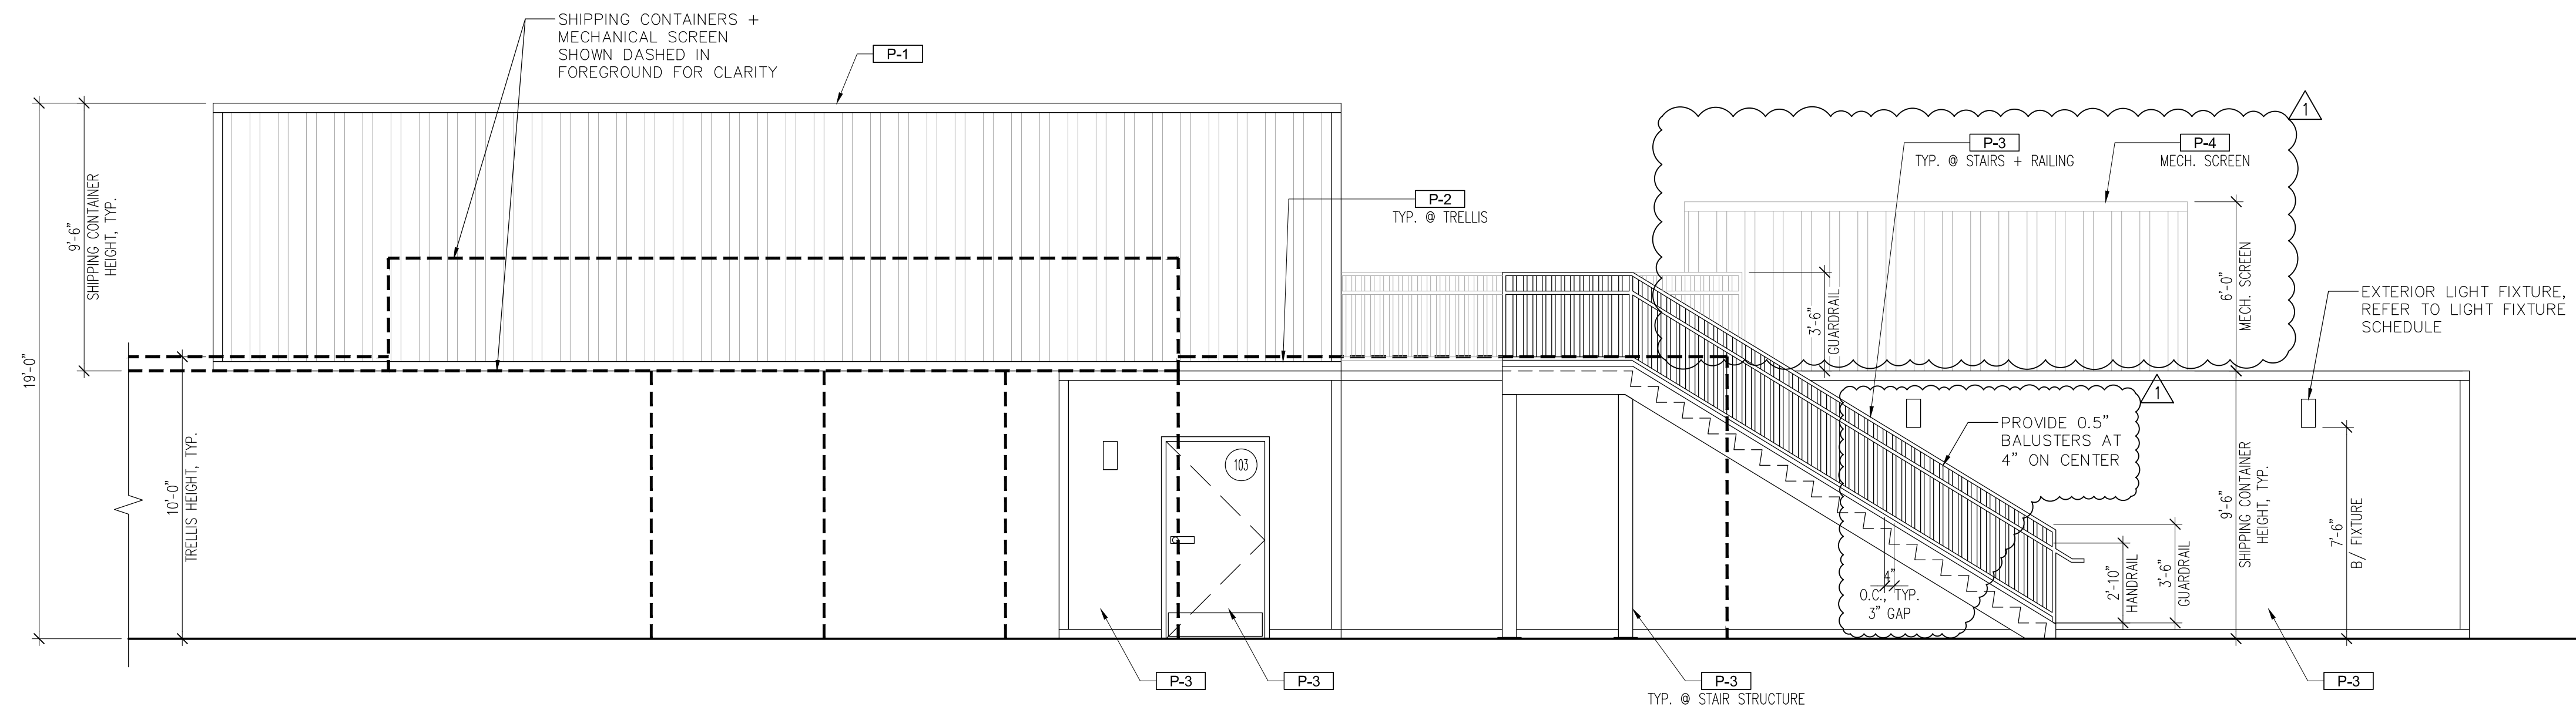 SHIPPING CONTAINERS +
MECHANICAL SCREEN
SHOWN DASHED IN
FOREGROUND FOR CLARITY
P-1
1
P-3
TYP. @ STAIRS + RAILING
P-4
MECH. SCREEN
P-2
TYP. @ TRELLIS
9'-6"
SHIPPING CONTAINER
HEIGHT, TYP.
19'-0"
10'-0"
TRELLIS HEIGHT, TYP.
3'-6"
GUARDRAIL
6'-0"
MECH. SCREEN
EXTERIOR LIGHT FIXTURE,
REFER TO LIGHT FIXTURE
SCHEDULE
1
PROVIDE 0.5"
BALUSTERS AT
4" ON CENTER
103
4"
O.C., TYP.
3" GAP
2'-10"
HANDRAIL
3'-6"
GUARDRAIL
9'-6"
SHIPPING CONTAINER
HEIGHT, TYP.
7'-6"
B/ FIXTURE
P-3
P-3
P-3
TYP. @ STAIR STRUCTURE
P-3